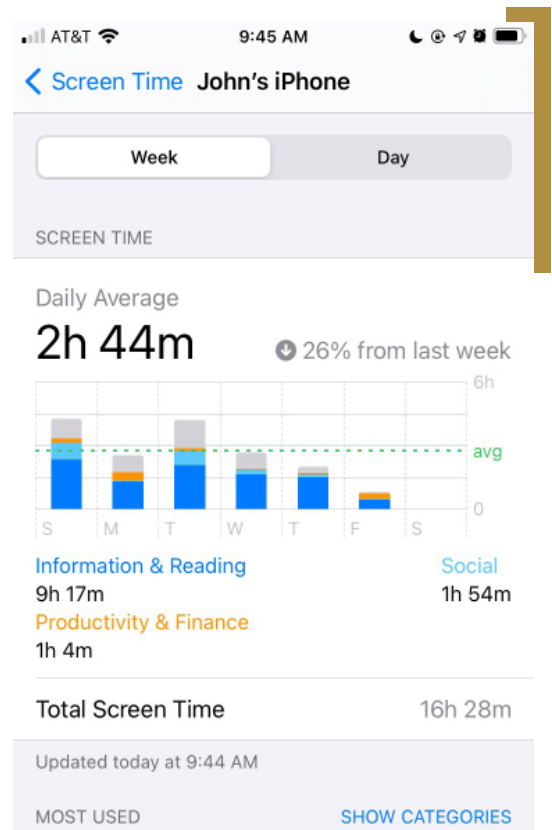 AT&T 9:45 AM
Screen Time John's iPhone
Week Day
SCREEN TIME
Daily Average
2h 44m 26% from last week
6h
avg
0
S M T W T F S
Information & Reading Social
9h 17m 1h 54m
Productivity & Finance
1h 4m
Total Screen Time 16h 28m
Updated today at 9:44 AM
MOST USED SHOW CATEGORIES